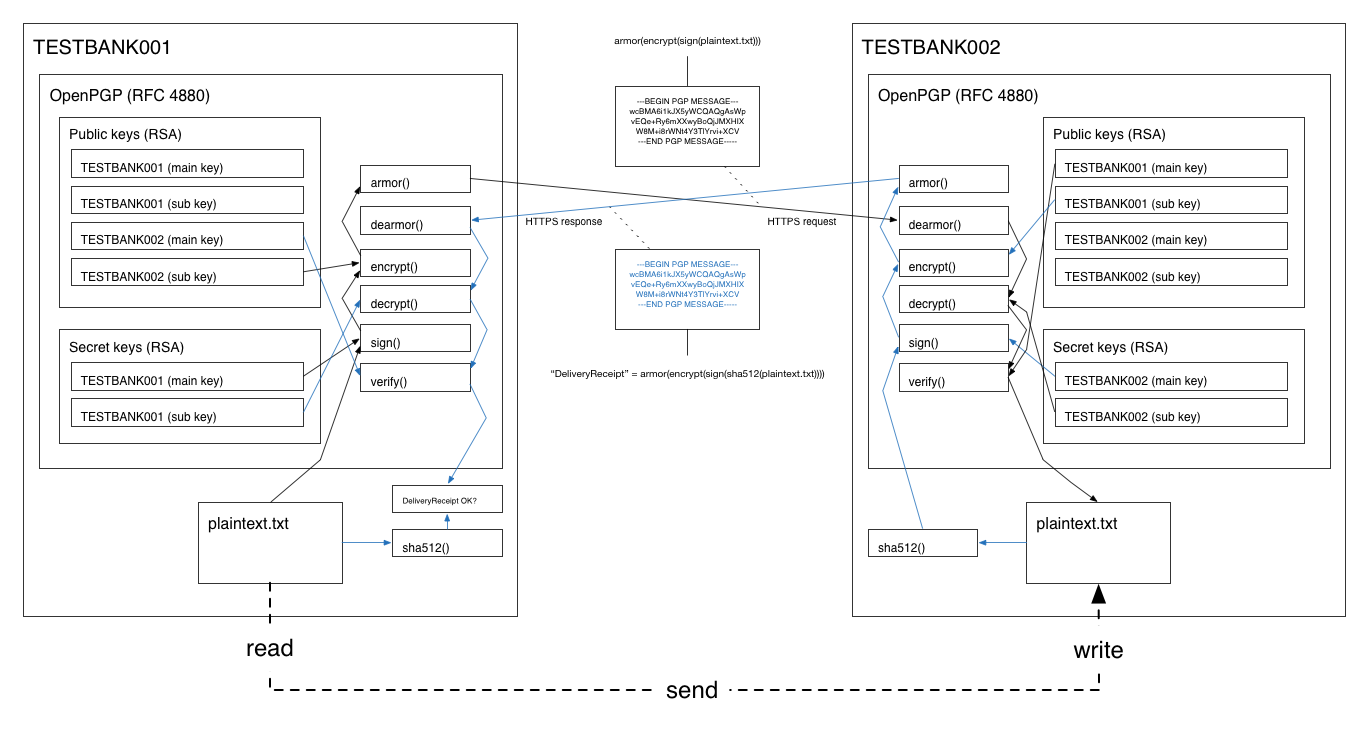 TESTBANK001
OpenPGP (RFC 4880)
Public keys (RSA)
TESTBANK001 (main key)
TESTBANK001 (sub key)
TESTBANK002 (main key)
TESTBANK002 (sub key)
Secret keys (RSA)
TESTBANK001 (main key)
TESTBANK001 (sub key)
armor()
dearmor()
encrypt()
decrypt()
sign()
verify()
DeliveryReceipt OK?
sha512()
plaintext.txt
armor(encrypt(sign(plaintext.txt)))
---BEGIN PGP MESSAGE---
wcBMA6i1kJX5yWCQAQgAsWp
vEQe+Ry6mXXwyBoQjJMXHIX
W8M+i8rWNt4Y3TlYrvi+XCV
---END PGP MESSAGE-----
HTTPS response
HTTPS request
---BEGIN PGP MESSAGE---
wcBMA6i1kJX5yWCQAQgAsWp
vEQe+Ry6mXXwyBoQjJMXHIX
W8M+i8rWNt4Y3TlYrvi+XCV
---END PGP MESSAGE-----
“DeliveryReceipt” = armor(encrypt(sign(sha512(plaintext.txt))))
TESTBANK002
OpenPGP (RFC 4880)
armor()
dearmor()
encrypt()
decrypt()
sign()
verify()
Public keys (RSA)
TESTBANK001 (main key)
TESTBANK001 (sub key)
TESTBANK002 (main key)
TESTBANK002 (sub key)
Secret keys (RSA)
TESTBANK002 (main key)
TESTBANK002 (sub key)
sha512()
plaintext.txt
read
send
write